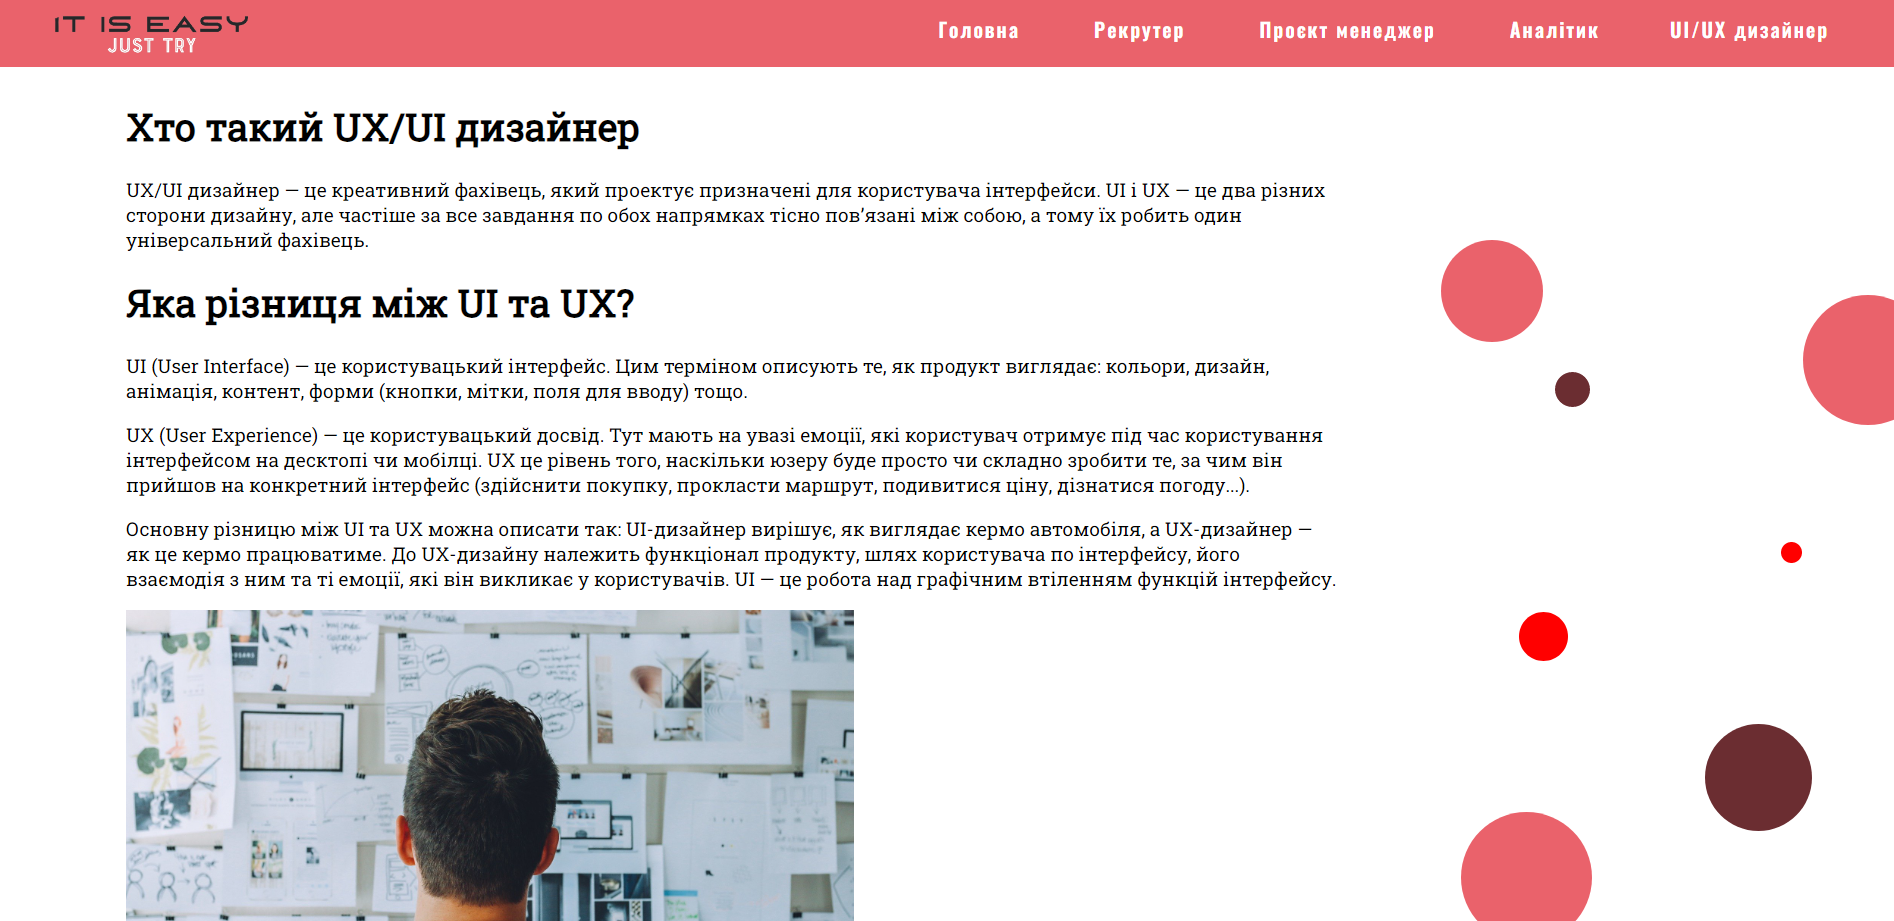 IT IS EASY
JUST TRY
Головна
Рекрутер
Проєкт менеджер
Аналітик
UI/UX дизайнер
Хто такий UX/UI дизайнер
UX/UI дизайнер — це креативний фахівець, який проектує призначені для користувача інтерфейси. UI і UX — це два різних
сторони дизайну, але частіше за все завдання по обох напрямках тісно пов’язані між собою, а тому їх робить один
універсальний фахівець.
Яка різниця між UI та UX?
UI (User Interface) — це користувацький інтерфейс. Цим терміном описують те, як продукт виглядає: кольори, дизайн,
анімація, контент, форми (кнопки, мітки, поля для вводу) тощо.
UX (User Experience) — це користувацький досвід. Тут мають на увазі емоції, які користувач отримує під час користування
інтерфейсом на десктопі чи мобілці. UX це рівень того, наскільки юзеру буде просто чи складно зробити те, за чим він
прийшов на конкретний інтерфейс (здійснити покупку, прокласти маршрут, подивитися ціну, дізнатися погоду...).
Основну різницю між UI та UX можна описати так: UI-дизайнер вирішує, як виглядає кермо автомобіля, а UX-дизайнер —
як це кермо працюватиме. До UX-дизайну належить функціонал продукту, шлях користувача по інтерфейсу, його
взаємодія з ним та ті емоції, які він викликає у користувачів. UI — це робота над графічним втіленням функцій інтерфейсу.